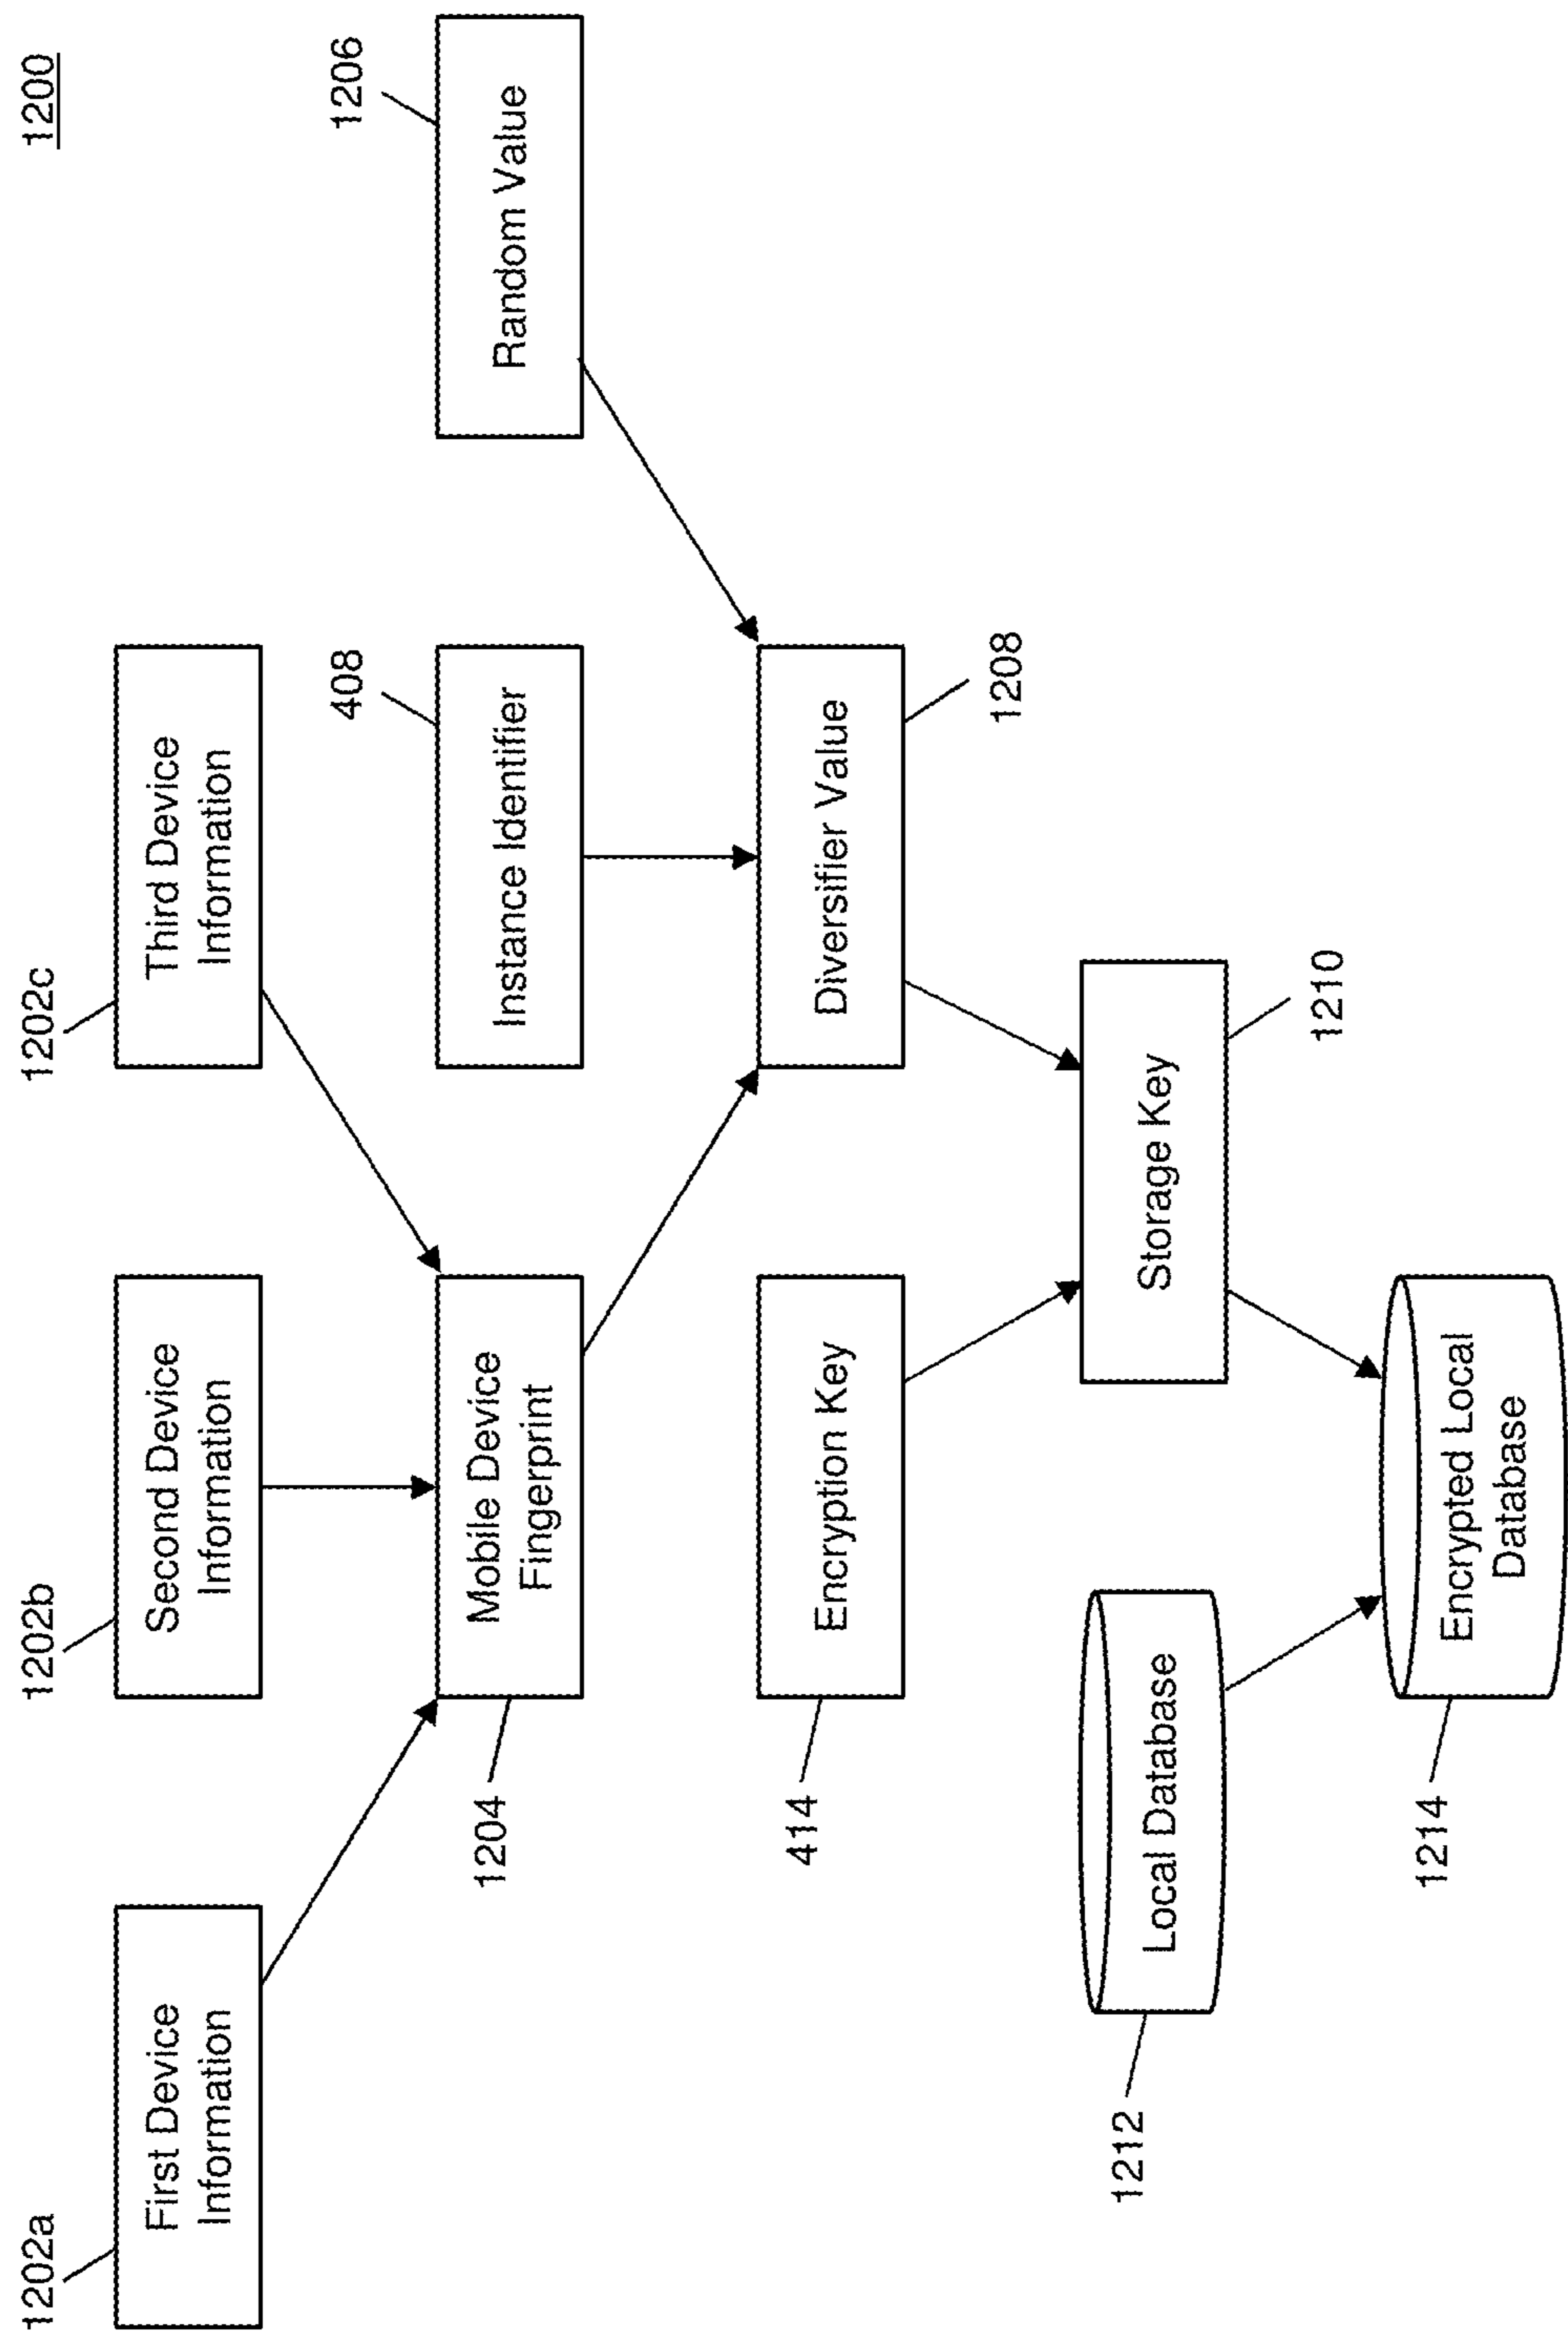 1200
1202a
1202b
1202c
First Device
Information
Second Device
Information
Third Device
Information
1206
408
Mobile Device
Fingerprint
Instance Identifier
Random Value
1204
414
Encryption Key
Diversifier Value
1208
Storage Key
1210
Local Database
1212
Encrypted Local
Database
1214